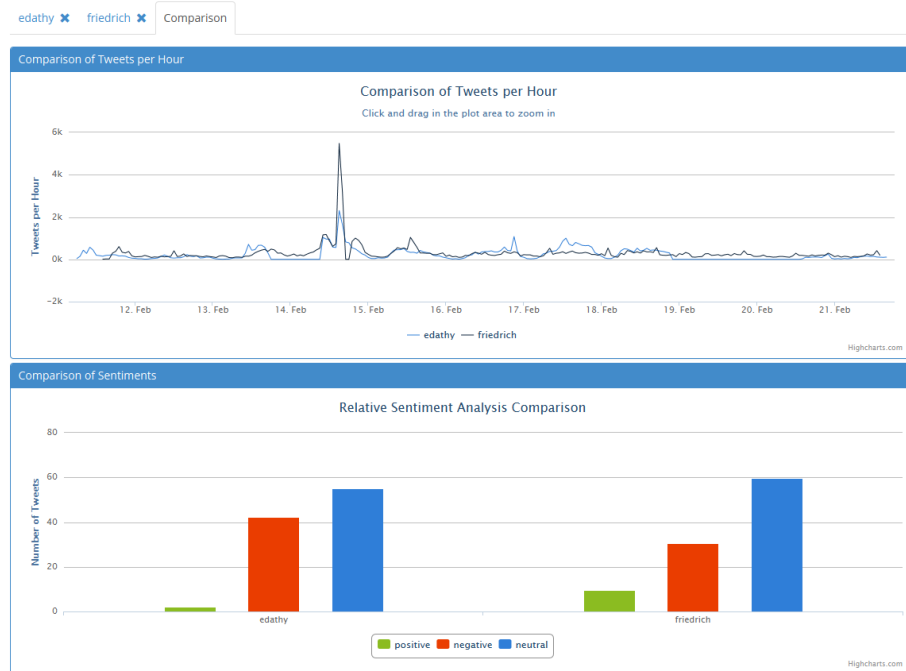 edathy ✖ friedrich ✖ Comparison
Comparison of Tweets per Hour
Comparison of Tweets per Hour
Click and drag in the plot area to zoom in
Tweets per Hour
6k
4k
2k
0k
−2k
12. Feb 13. Feb 14. Feb 15. Feb 16. Feb 17. Feb 18. Feb 19. Feb 20. Feb 21. Feb
edathy friedrich
Highcharts.com
Comparison of Sentiments
Relative Sentiment Analysis Comparison
Number of Tweets
80
60
40
20
0
edathy friedrich
positive negative neutral
Highcharts.com